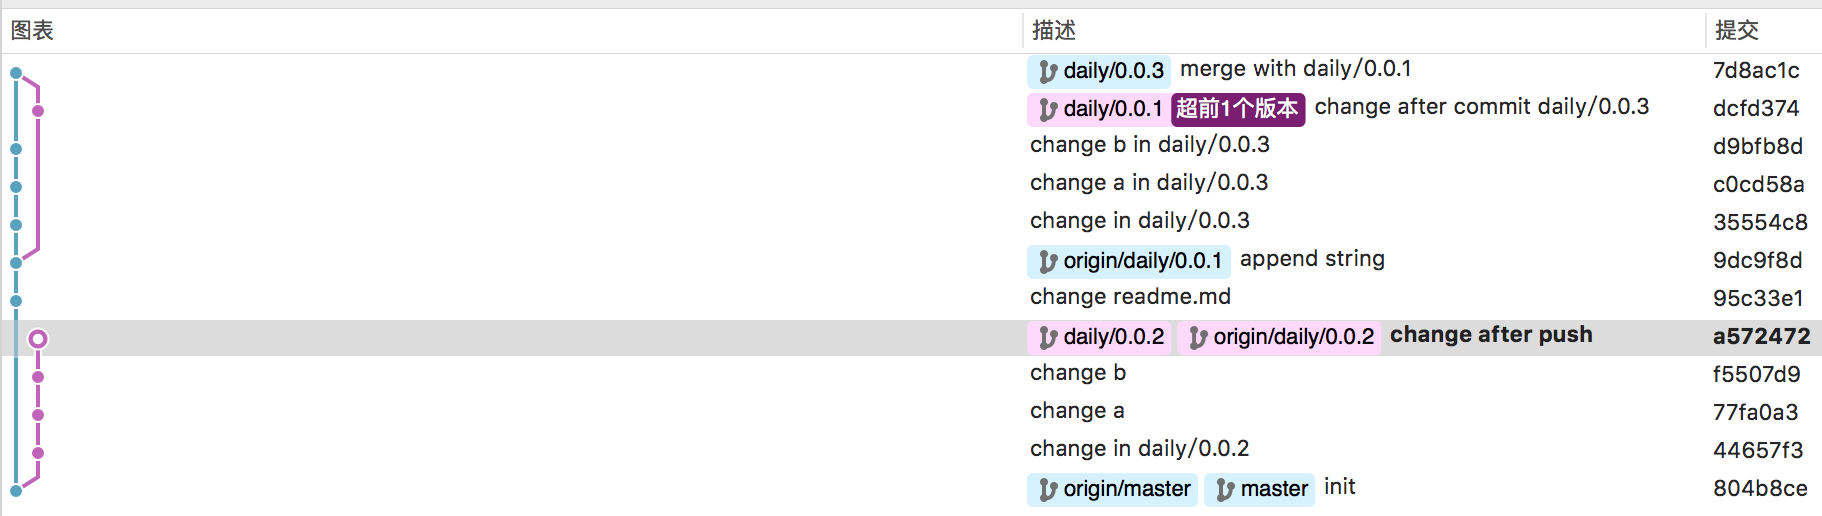 图表 描述 提交
daily/0.0.3 merge with daily/0.0.1 7d8ac1c
daily/0.0.1 超前1个版本 change after commit daily/0.0.3 dcfd374
change b in daily/0.0.3 d9bfb8d
change a in daily/0.0.3 c0cd58a
change in daily/0.0.3 35554c8
origin/daily/0.0.1 append string 9dc9f8d
change readme.md 95c33e1
daily/0.0.2 origin/daily/0.0.2 change after push a572472
change b f5507d9
change a 77fa0a3
change in daily/0.0.2 44657f3
origin/master master init 804b8ce